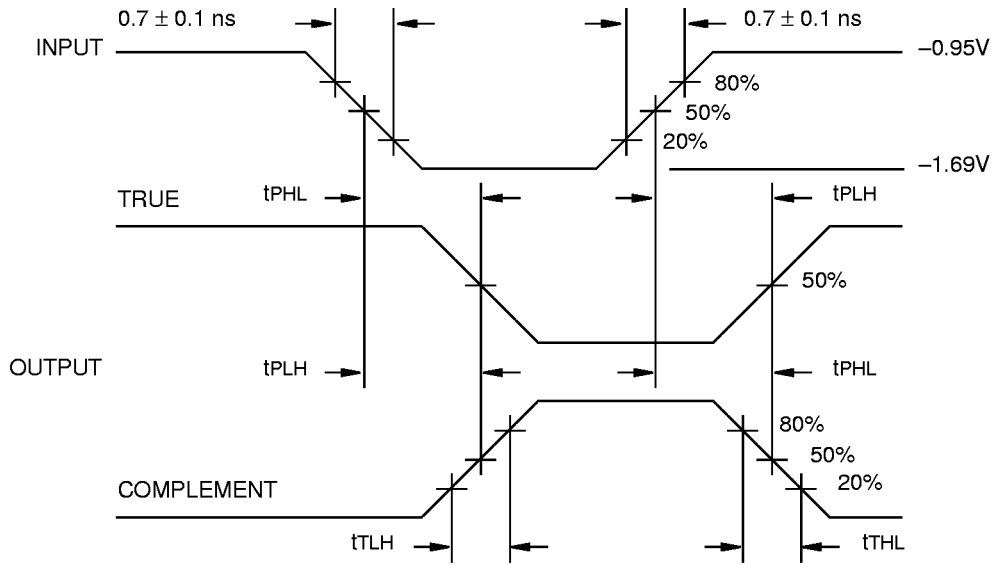 0.7 ± 0.1 ns 0.7 ± 0.1 ns
INPUT –0.95V
80%
50%
20%
–1.69V
TRUE tPHL tPLH
50%
OUTPUT tPLH tPHL
80%
50%
COMPLEMENT 20%
tTLH tTHL